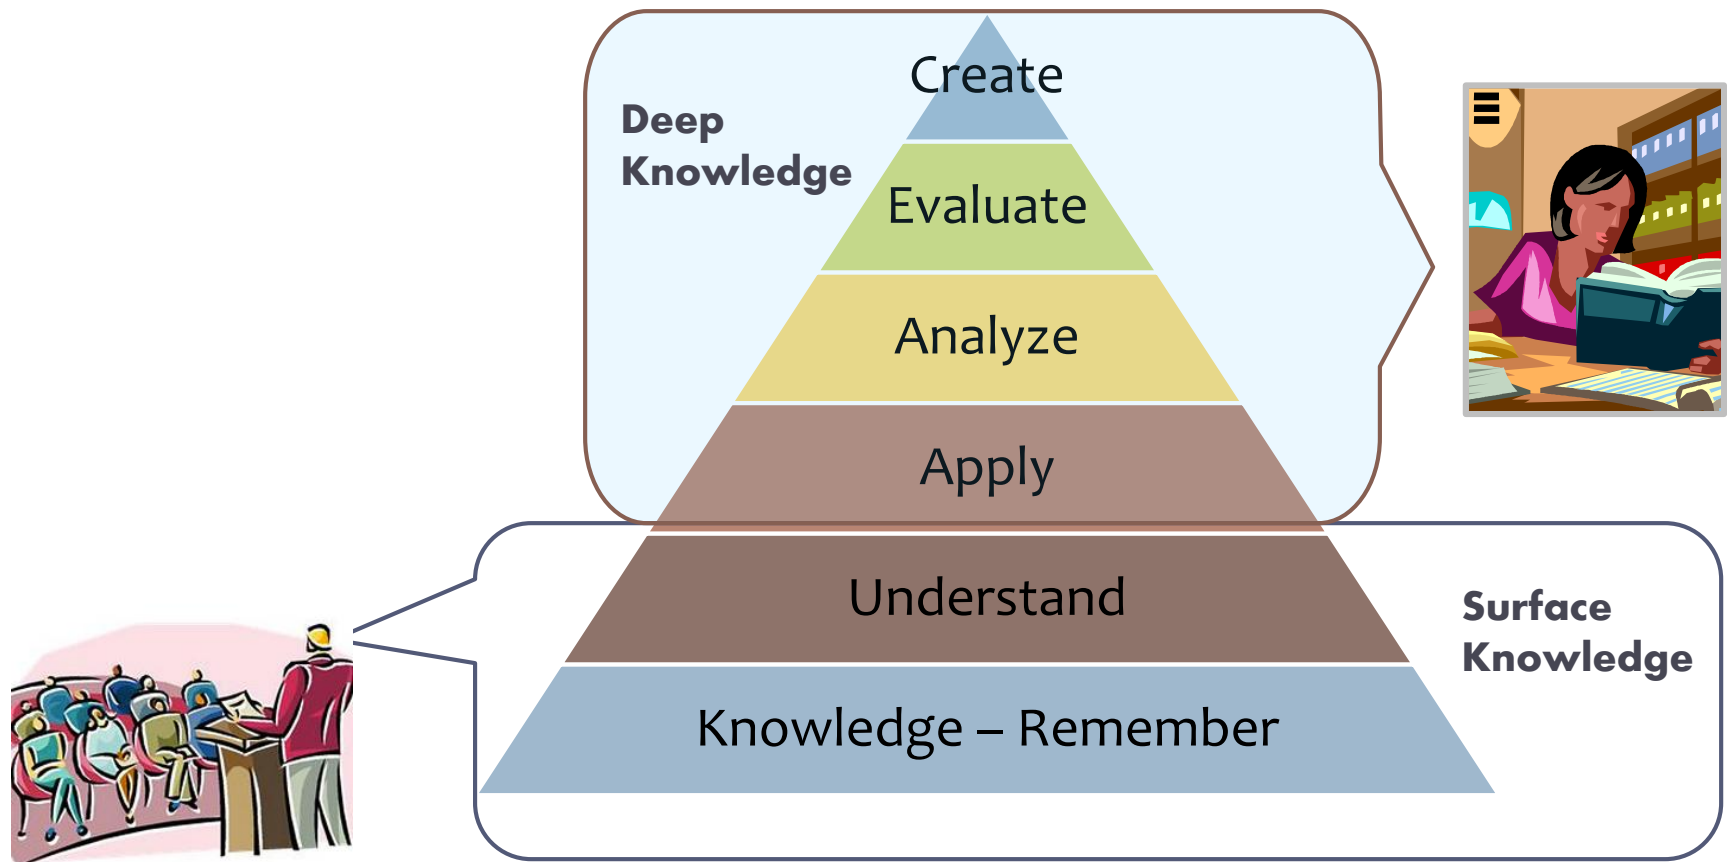 Create
Deep
Knowledge
Evaluate
Analyze
Apply
Understand
Surface
Knowledge
Knowledge – Remember